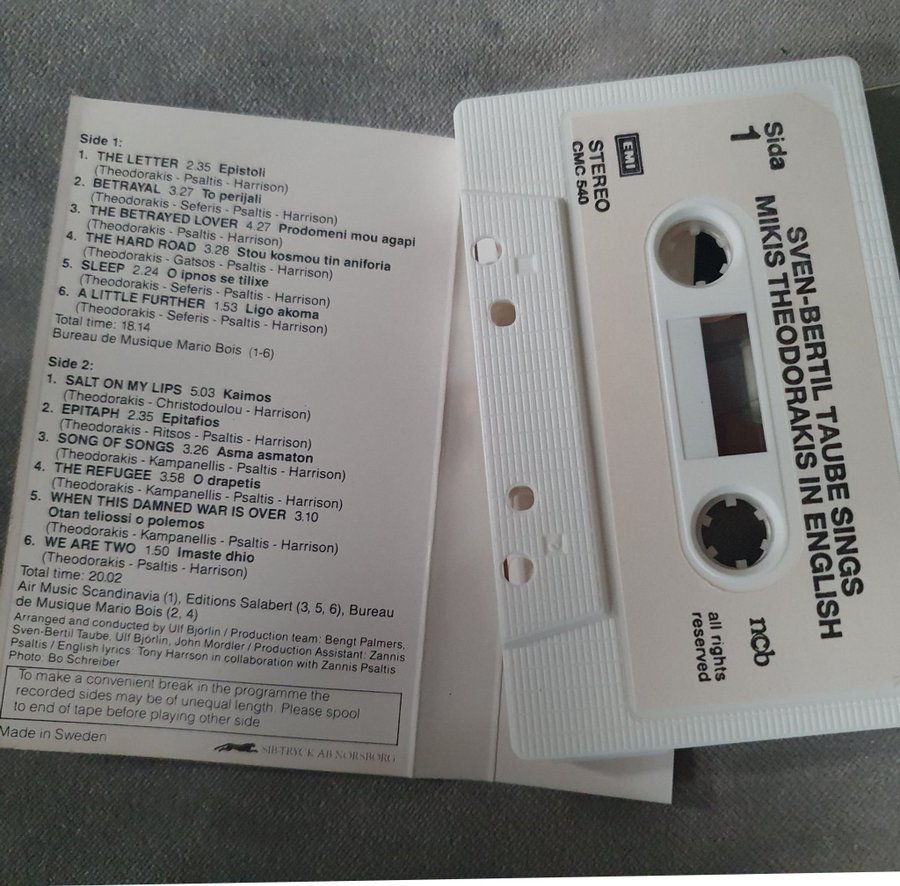 Side 1:
1. THE LETTER 2.35 Epistoli
(Theodorakis - Psaltis - Harrison)
2. BETRAYAL 3.27 To perijali
(Theodorakis - Seferis - Psaltis - Harrison)
3. THE BETRAYED LOVER 4.27 Prodomeni mou agapi
(Theodorakis - Psaltis - Harrison)
4. THE HARD ROAD 3.28 Stou kosmou tin aniforia
(Theodorakis - Gatsos - Psaltis - Harrison)
5. SLEEP 2.24 O ipnos se tilixe
(Theodorakis - Seferis - Psaltis - Harrison)
6. A LITTLE FURTHER 1.53 Ligo akoma
(Theodorakis - Seferis - Psaltis - Harrison)
Total time: 18.14
Bureau de Musique Mario Bois (1-6)
Side 2:
1. SALT ON MY LIPS 5.03 Kaimos
(Theodorakis - Christodoulou - Harrison)
2. EPITAPH 2.35 Epitafios
(Theodorakis - Ritsos - Psaltis - Harrison)
3. SONG OF SONGS 3.26 Asma asmaton
(Theodorakis - Kampanellis - Psaltis - Harrison)
4. THE REFUGEE 3.58 O drapetis
(Theodorakis - Kampanellis - Psaltis - Harrison)
5. WHEN THIS DAMNED WAR IS OVER 3.10
Otan teliossi o polemos
(Theodorakis - Kampanellis - Psaltis - Harrison)
6. WE ARE TWO 1.50 Imaste dhio
(Theodorakis - Psaltis - Harrison)
Total time: 20.02
Air Music Scandinavia (1), Editions Salabert (3, 5, 6), Bureau
de Musique Mario Bois (2, 4)
Arranged and conducted by Ulf Björlin / Production team: Bengt Palmers,
Sven-Bertil Taube, Ulf Björlin, John Mordler / Production Assistant: Zannis
Psaltis / English lyrics: Tony Harrson in collaboration with Zannis Psaltis
Photo: Bo Schreiber
To make a convenient break in the programme the
recorded sides may be of unequal length. Please spool
to end of tape before playing other side
Made in Sweden
SIB-TRYCK AB NORSBORG
Sida
1
EMI
STEREO
CMC 540
SVEN-BERTIL TAUBE SINGS
MIKIS THEODORAKIS IN ENGLISH
ncb
all rights
reserved